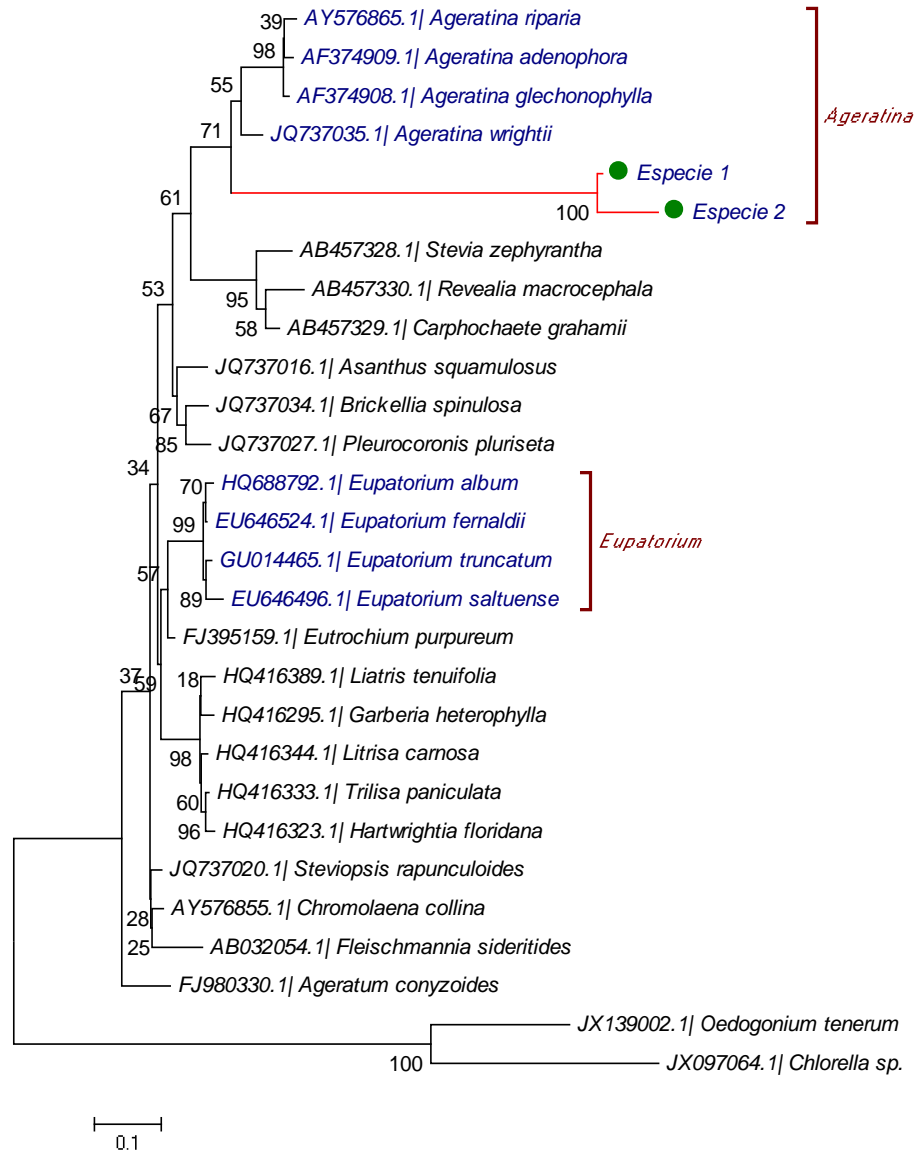 39
AY576865.1| Ageratina riparia
98
AF374909.1| Ageratina adenophora
55
AF374908.1| Ageratina glechonophylla
Ageratina
71
JQ737035.1| Ageratina wrightii
Especie 1
100
Especie 2
61
AB457328.1| Stevia zephyrantha
53
95
AB457330.1| Revealia macrocephala
58
AB457329.1| Carphochaete grahamii
JQ737016.1| Asanthus squamulosus
67
JQ737034.1| Brickellia spinulosa
85
JQ737027.1| Pleurocoronis pluriseta
34
70
HQ688792.1| Eupatorium album
99
EU646524.1| Eupatorium fernaldii
Eupatorium
57
GU014465.1| Eupatorium truncatum
89
EU646496.1| Eupatorium saltuense
FJ395159.1| Eutrochium purpureum
37
59
18
HQ416389.1| Liatris tenuifolia
HQ416295.1| Garberia heterophylla
98
HQ416344.1| Litrisa carnosa
60
HQ416333.1| Trilisa paniculata
96
HQ416323.1| Hartwrightia floridana
JQ737020.1| Steviopsis rapunculoides
28
AY576855.1| Chromolaena collina
25
AB032054.1| Fleischmannia sideritides
FJ980330.1| Ageratum conyzoides
JX139002.1| Oedogonium tenerum
100
JX097064.1| Chlorella sp.
0.1